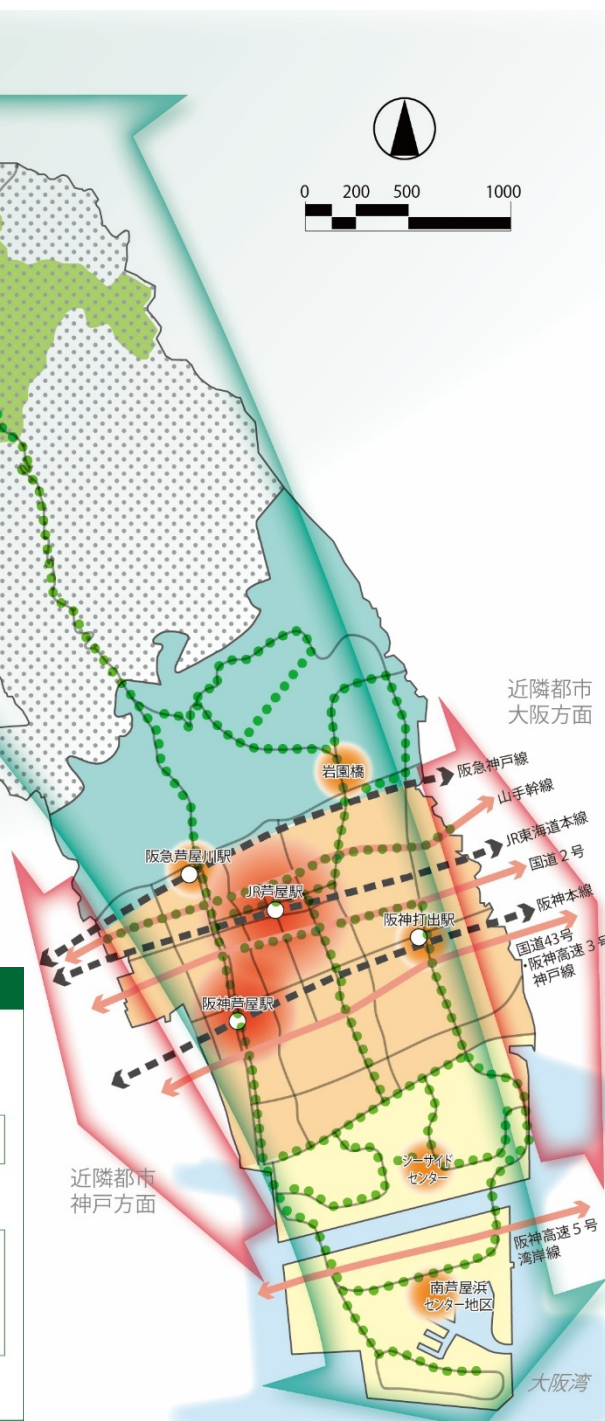 0 200 500 1000
近隣都市
大阪方面
岩園橋
阪急神戸線
山手幹線
阪急芦屋川駅
JR東海道本線
国道2号
JR芦屋駅
阪神本線
阪神打出駅
国道43号
・阪神高速3号
神戸線
阪神芦屋駅
近隣都市
神戸方面
シーサイド
センター
阪神高速5号
湾岸線
南芦屋浜
センター地区
大阪湾